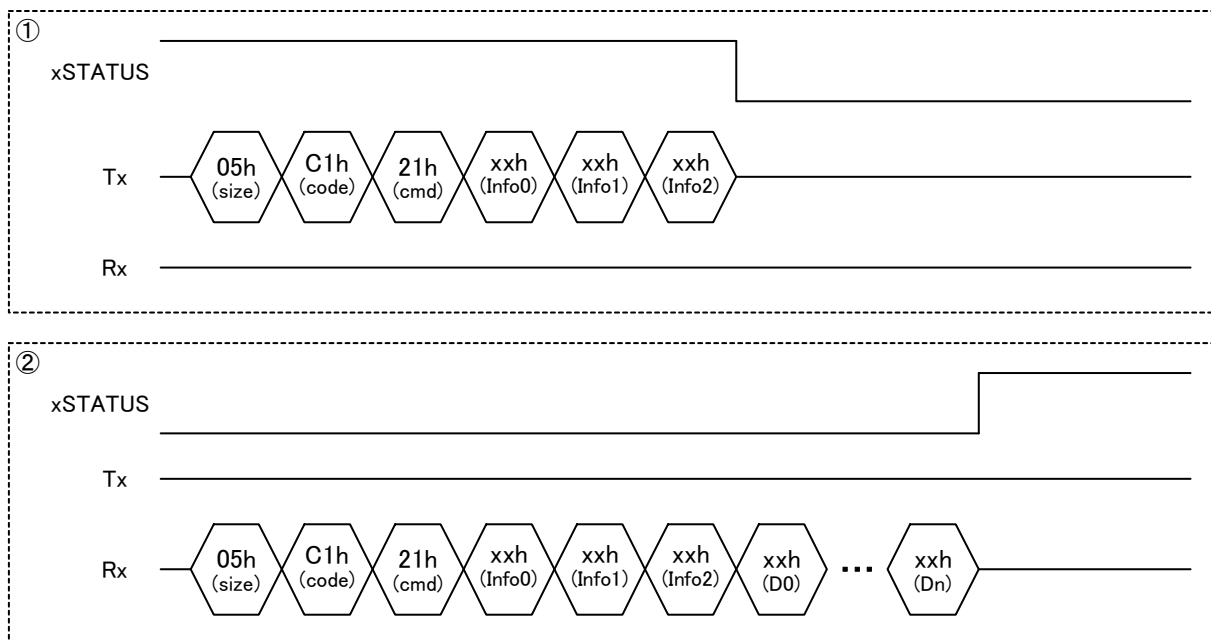 ①
xSTATUS
Tx
05h C1h 21h xxh xxh xxh
(size) (code) (cmd) (Info0) (Info1) (Info2)
Rx
②
xSTATUS
Tx
Rx
05h C1h 21h xxh xxh xxh xxh ••• xxh
(size) (code) (cmd) (Info0) (Info1) (Info2) (D0) (Dn)